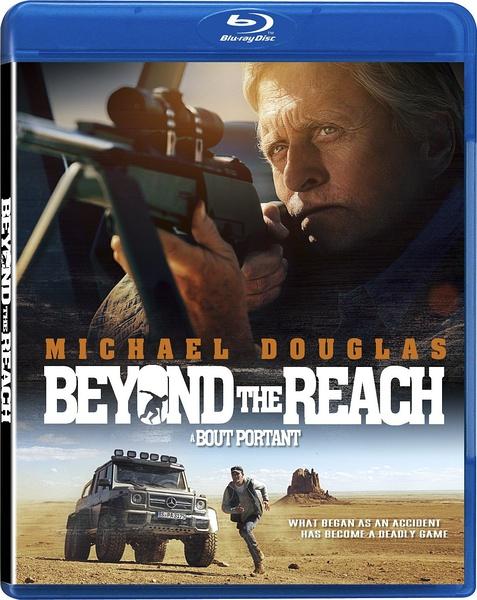 Blu-ray Disc
BEYOND THE REACH
MICHAEL DOUGLAS
BEYOND THE REACH
À BOUT PORTANT
WHAT BEGAN AS AN ACCIDENT
HAS BECOME A DEADLY GAME